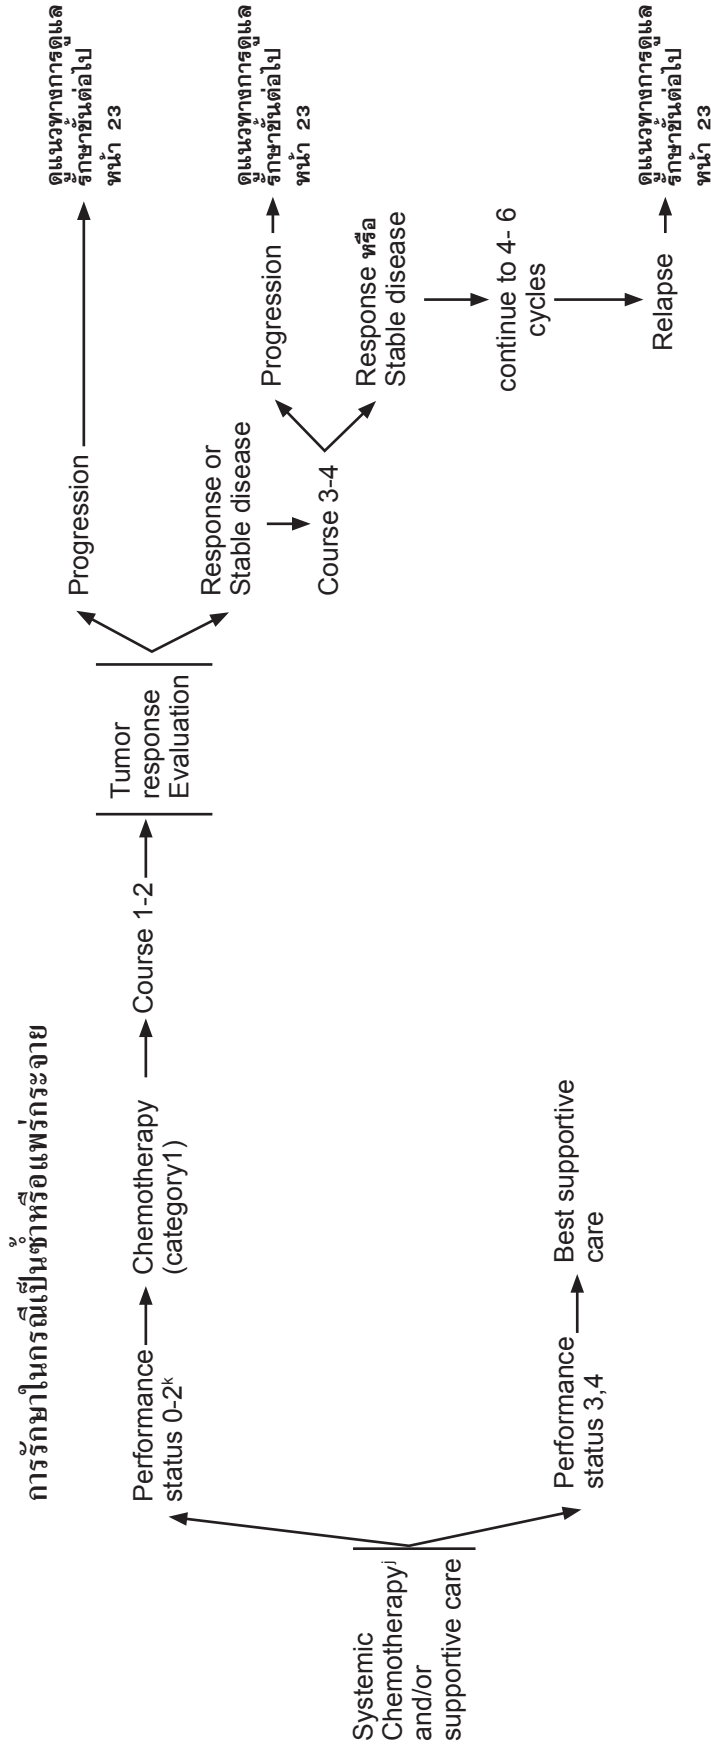 การรักษาในกรณีเป็นซ้ำหรือแพร่กระจาย
Systemic
Chemotherapyʲ
and/or
supportive care
Performance
status 0-2ᵏ
Chemotherapy
(category1)
Course 1-2
Tumor
response
Evaluation
Progression
ดูแนวทางการดูแล
รักษาขั้นต่อไป
หน้า 23
Response or
Stable disease
Course 3-4
Progression
ดูแนวทางการดูแล
รักษาขั้นต่อไป
หน้า 23
Response หรือ
Stable disease
continue to 4- 6
cycles
Relapse
ดูแนวทางการดูแล
รักษาขั้นต่อไป
หน้า 23
Performance
status 3,4
Best supportive
care